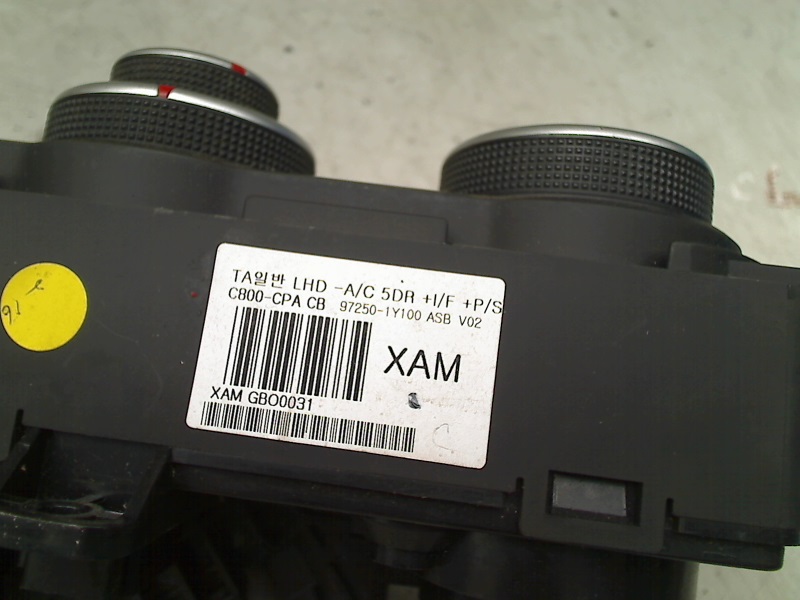 TA일반 LHD -A/C 5DR +I/F +P/S
C800-CPA CB 97250-1Y100 ASB V02
XAM
XAM GBO0031